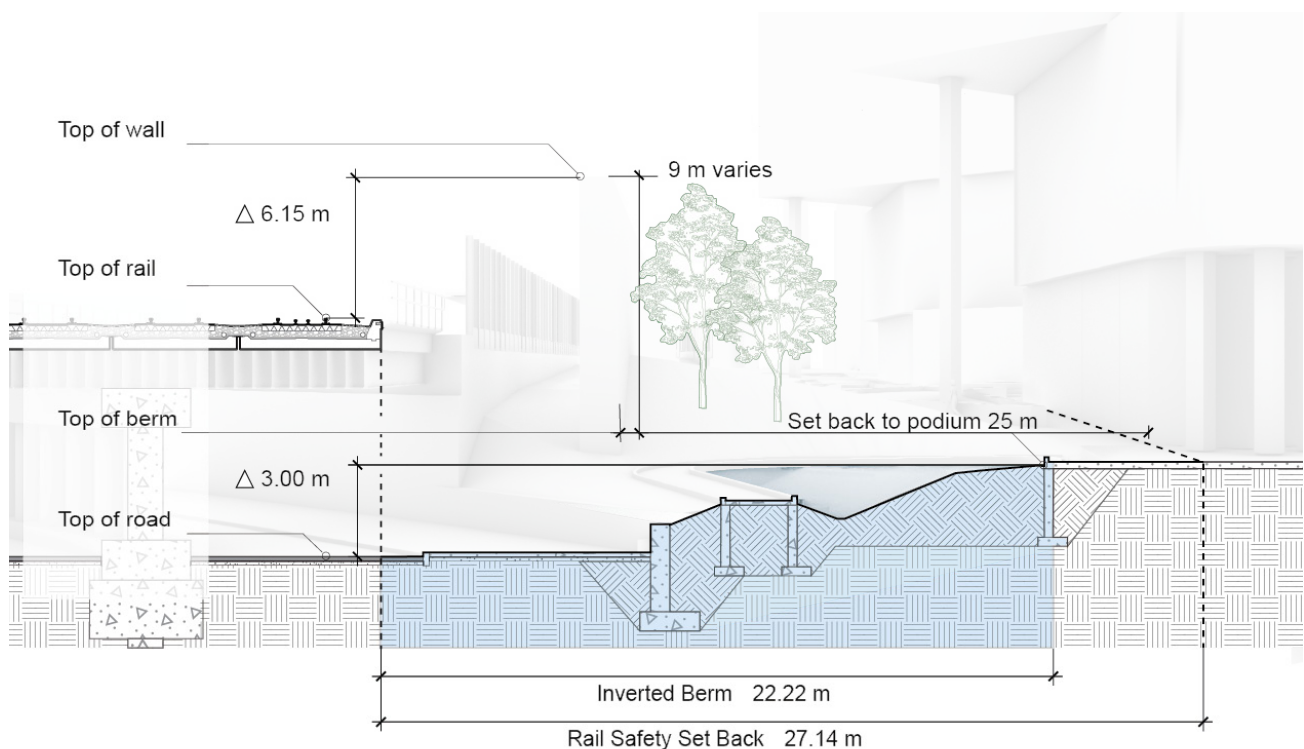 Top of wall
9 m varies
△ 6.15 m
Top of rail
Top of berm
Set back to podium 25 m
△ 3.00 m
Top of road
Inverted Berm 22.22 m
Rail Safety Set Back 27.14 m